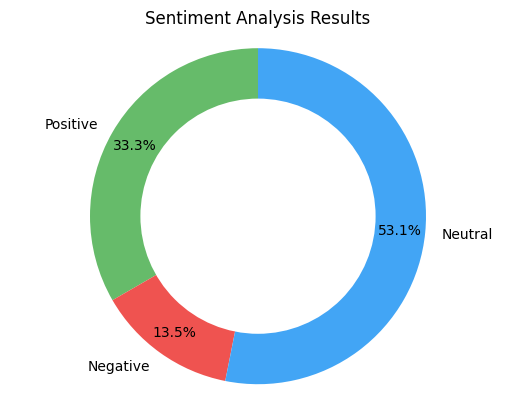 Sentiment Analysis Results
Positive
33.3%
53.1%
Neutral
13.5%
Negative